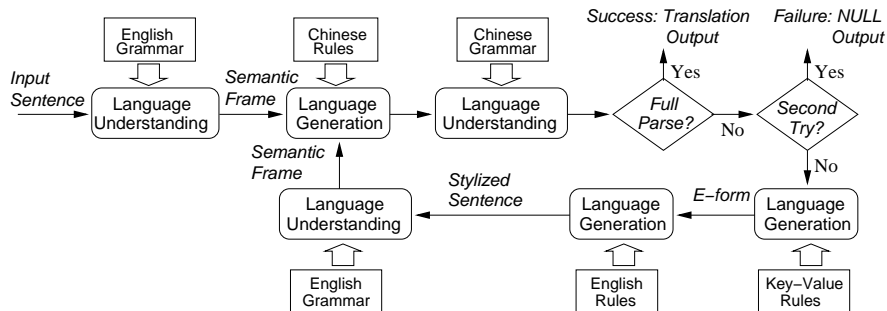 Success: Translation
Output
Failure: NULL
Output
English
Grammar
Chinese
Rules
Chinese
Grammar
Yes
Yes
Input
Sentence
Language
Understanding
Semantic
Frame
Language
Generation
Language
Understanding
Full
Parse?
No
Second
Try?
No
Semantic
Frame
Language
Understanding
Stylized
Sentence
Language
Generation
E-form
Language
Generation
English
Grammar
English
Rules
Key-Value
Rules